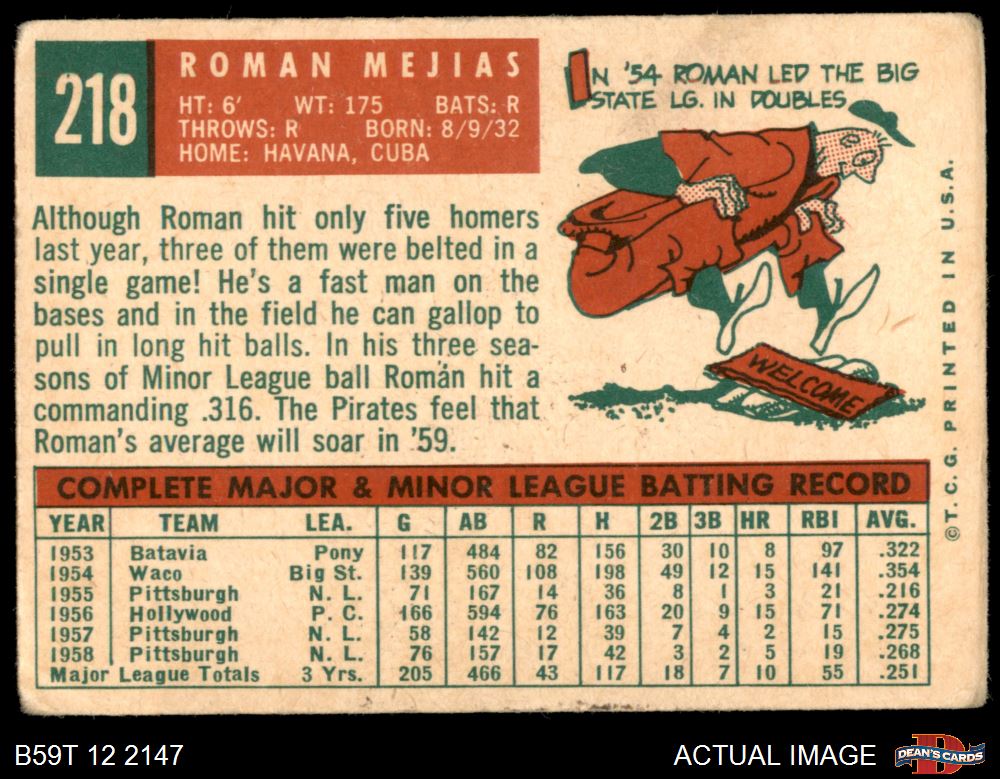 218
ROMAN MEJIAS
HT: 6' WT: 175 BATS: R
THROWS: R BORN: 8/9/32
HOME: HAVANA, CUBA
IN '54 ROMAN LED THE BIG
STATE LG. IN DOUBLES
Although Roman hit only five homers
last year, three of them were belted in a
single game! He's a fast man on the
bases and in the field he can gallop to
pull in long hit balls. In his three sea-
sons of Minor League ball Román hit a
commanding .316. The Pirates feel that
Roman's average will soar in '59.
WELCOME
© T. C. G. PRINTED IN U.S.A.
COMPLETE MAJOR & MINOR LEAGUE BATTING RECORD
YEAR TEAM LEA. G AB R H 2B 3B HR RBI AVG.
1953 Batavia Pony 117 484 82 156 30 10 8 97 .322
1954 Waco Big St. 139 560 108 198 49 12 15 141 .354
1955 Pittsburgh N. L. 71 167 14 36 8 1 3 21 .216
1956 Hollywood P. C. 166 594 76 163 20 9 15 71 .274
1957 Pittsburgh N. L. 58 142 12 39 7 4 2 15 .275
1958 Pittsburgh N. L. 76 157 17 42 3 2 5 19 .268
Major League Totals 3 Yrs. 205 466 43 117 18 7 10 55 .251
B59T 12 2147
ACTUAL IMAGE
DEAN'S CARDS